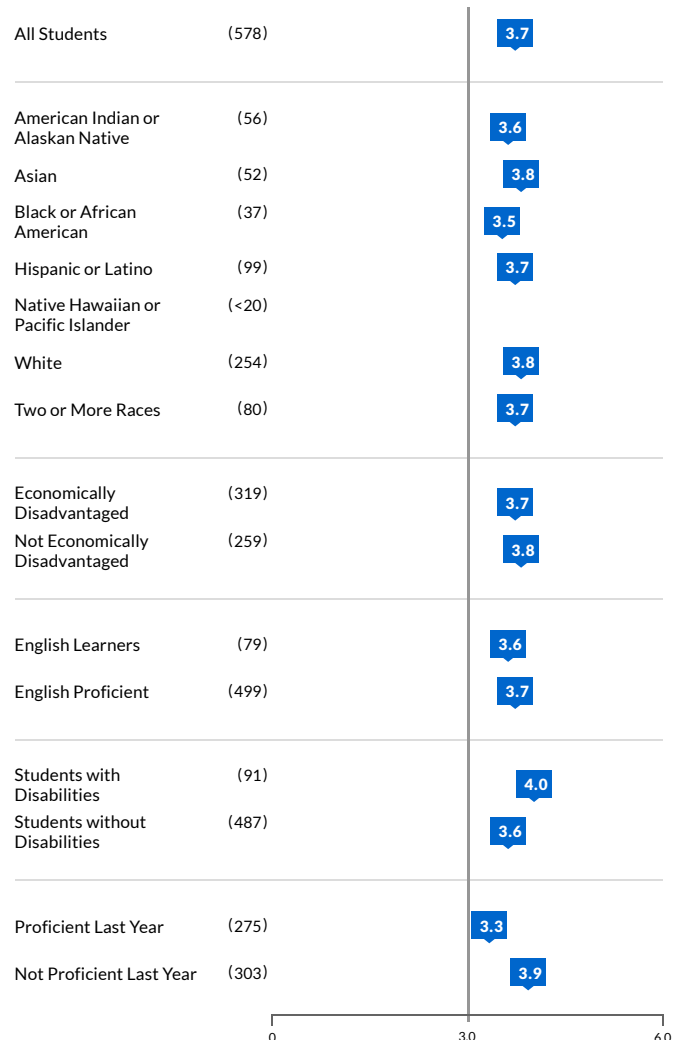 All Students (578) 3.7
American Indian or
Alaskan Native (56) 3.6
Asian (52) 3.8
Black or African
American (37) 3.5
Hispanic or Latino (99) 3.7
Native Hawaiian or
Pacific Islander (<20)
White (254) 3.8
Two or More Races (80) 3.7
Economically
Disadvantaged (319) 3.7
Not Economically
Disadvantaged (259) 3.8
English Learners (79) 3.6
English Proficient (499) 3.7
Students with
Disabilities (91) 4.0
Students without
Disabilities (487) 3.6
Proficient Last Year (275) 3.3
Not Proficient Last Year (303) 3.9
0 3.0 6.0